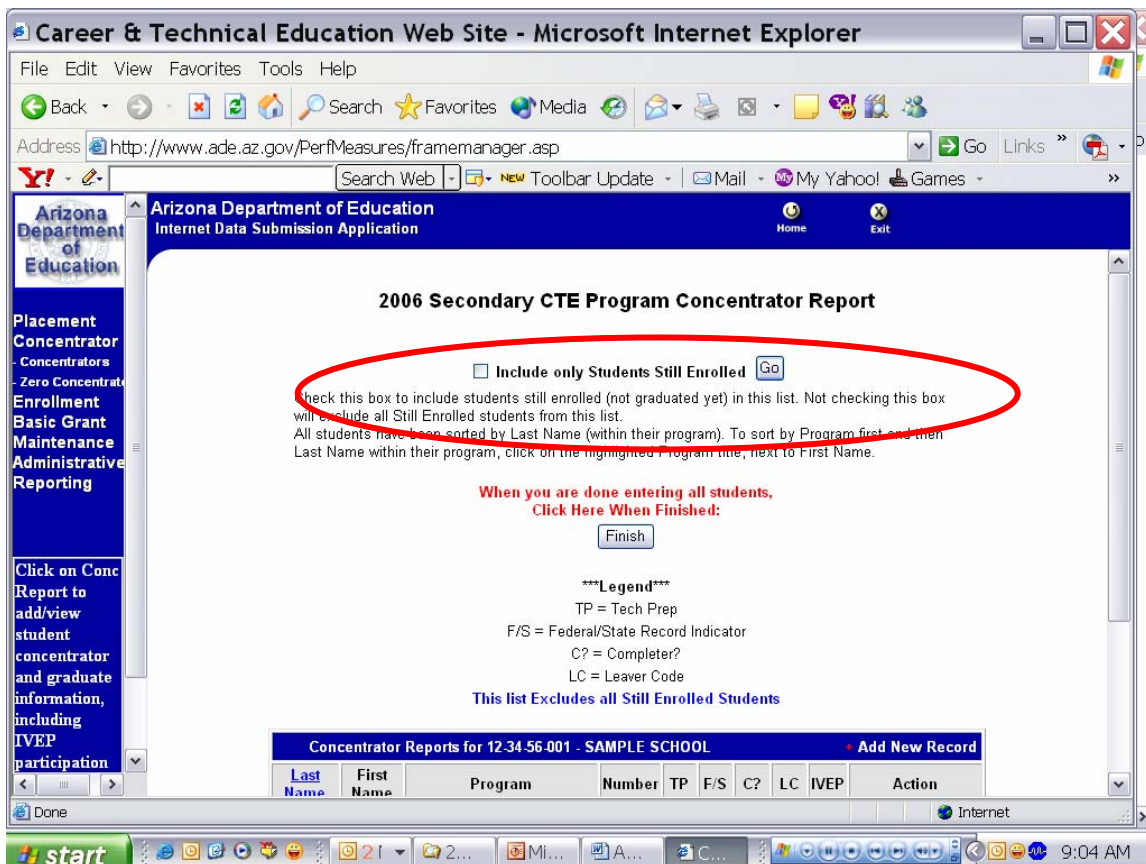 Career & Technical Education Web Site - Microsoft Internet Explorer
File Edit View Favorites Tools Help
Back Search Favorites Media
Address http://www.ade.az.gov/PerfMeasures/framemanager.asp Go Links »
Y! Search Web NEW Toolbar Update Mail My Yahoo! Games »
Arizona Department of Education
Arizona Department of Education
Internet Data Submission Application
Home Exit
Placement
Concentrator
- Concentrators
- Zero Concentrat
Enrollment
Basic Grant
Maintenance
Administrative
Reporting
Click on Conc
Report to
add/view
student
concentrator
and graduate
information,
including
IVEP
participation
2006 Secondary CTE Program Concentrator Report
Include only Students Still Enrolled Go
Check this box to include students still enrolled (not graduated yet) in this list. Not checking this box
will exclude all Still Enrolled students from this list.
All students have been sorted by Last Name (within their program). To sort by Program first and then
Last Name within their program, click on the highlighted Program title, next to First Name.
When you are done entering all students,
Click Here When Finished:
Finish
***Legend***
TP = Tech Prep
F/S = Federal/State Record Indicator
C? = Completer?
LC = Leaver Code
This list Excludes all Still Enrolled Students
Concentrator Reports for 12-34-56-001 - SAMPLE SCHOOL + Add New Record
Last Name First Name Program Number TP F/S C? LC IVEP Action
Done Internet
start 2... Mi... A... C... 9:04 AM